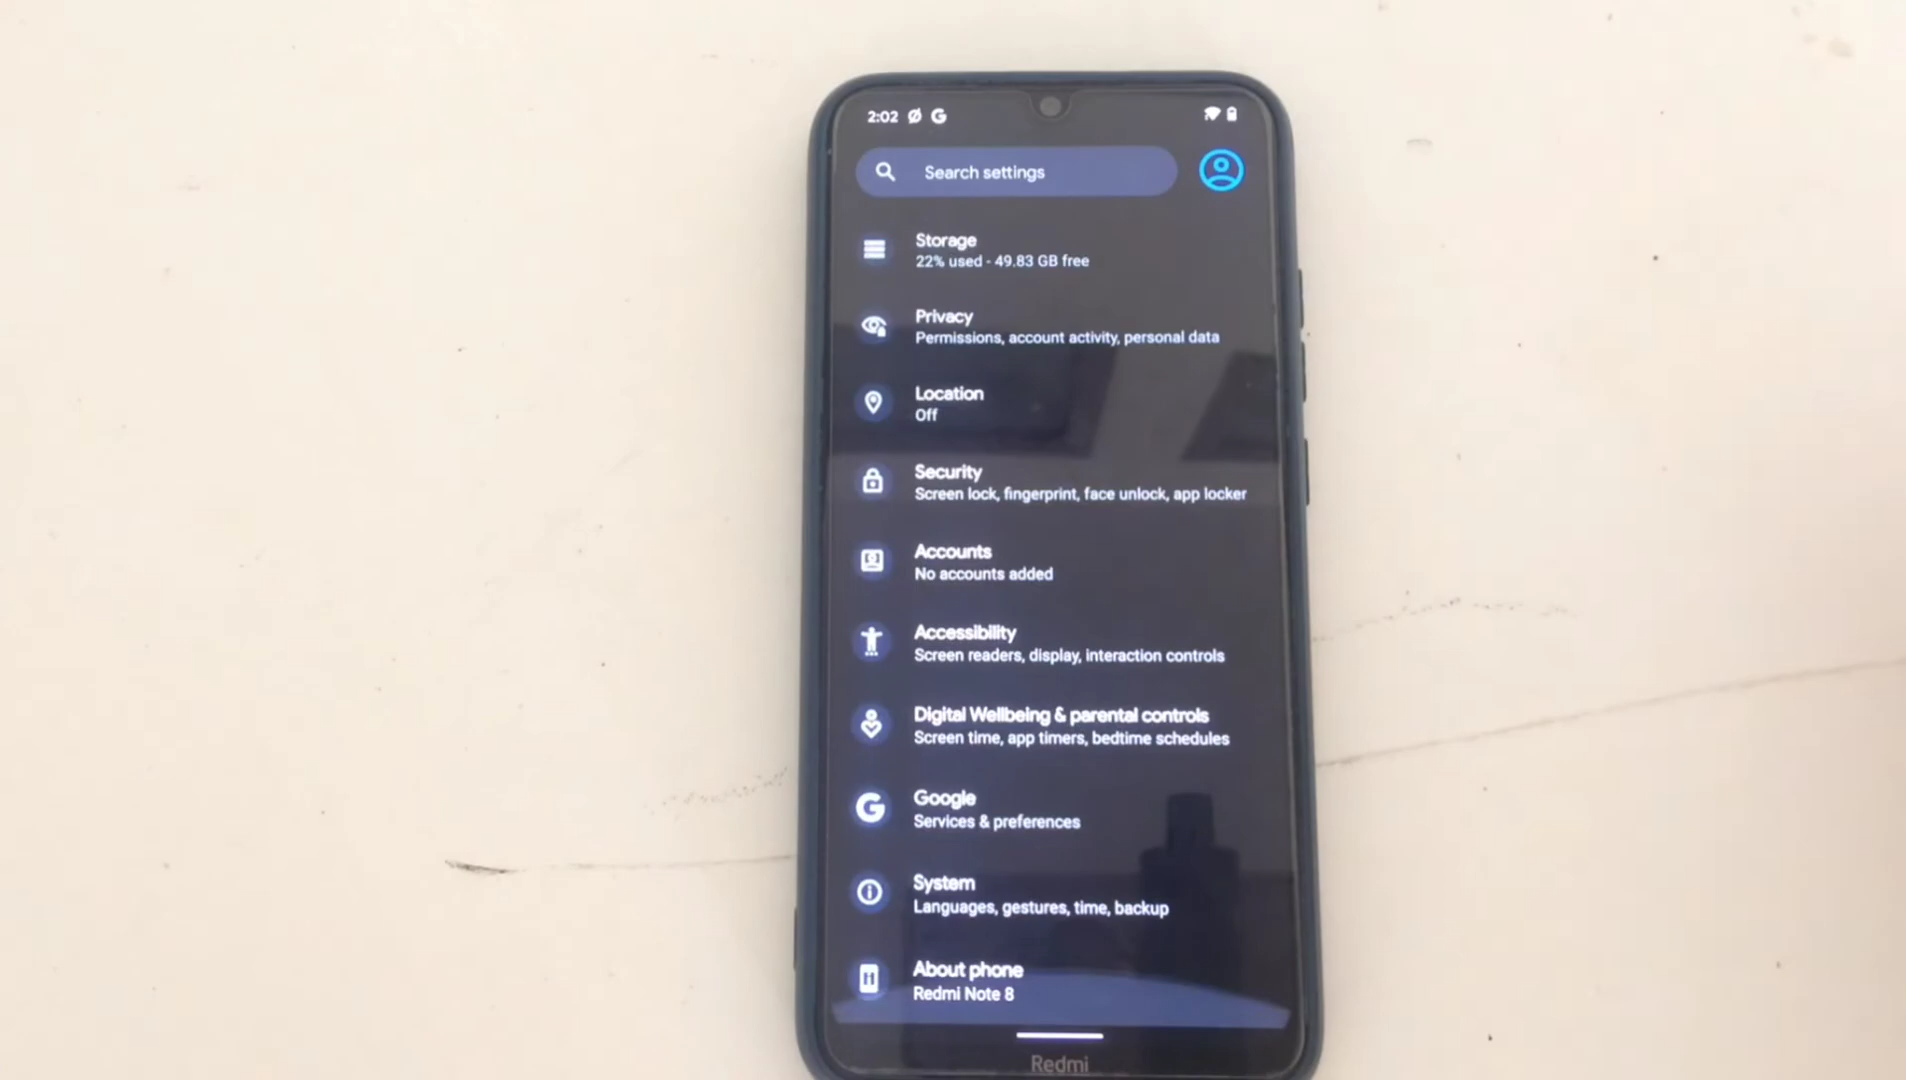 2:02
Search settings
Storage
22% used - 49.83 GB free
Privacy
Permissions, account activity, personal data
Location
Off
Security
Screen lock, fingerprint, face unlock, app locker
Accounts
No accounts added
Accessibility
Screen readers, display, interaction controls
Digital Wellbeing & parental controls
Screen time, app timers, bedtime schedules
Google
Services & preferences
System
Languages, gestures, time, backup
About phone
Redmi Note 8
Redmi